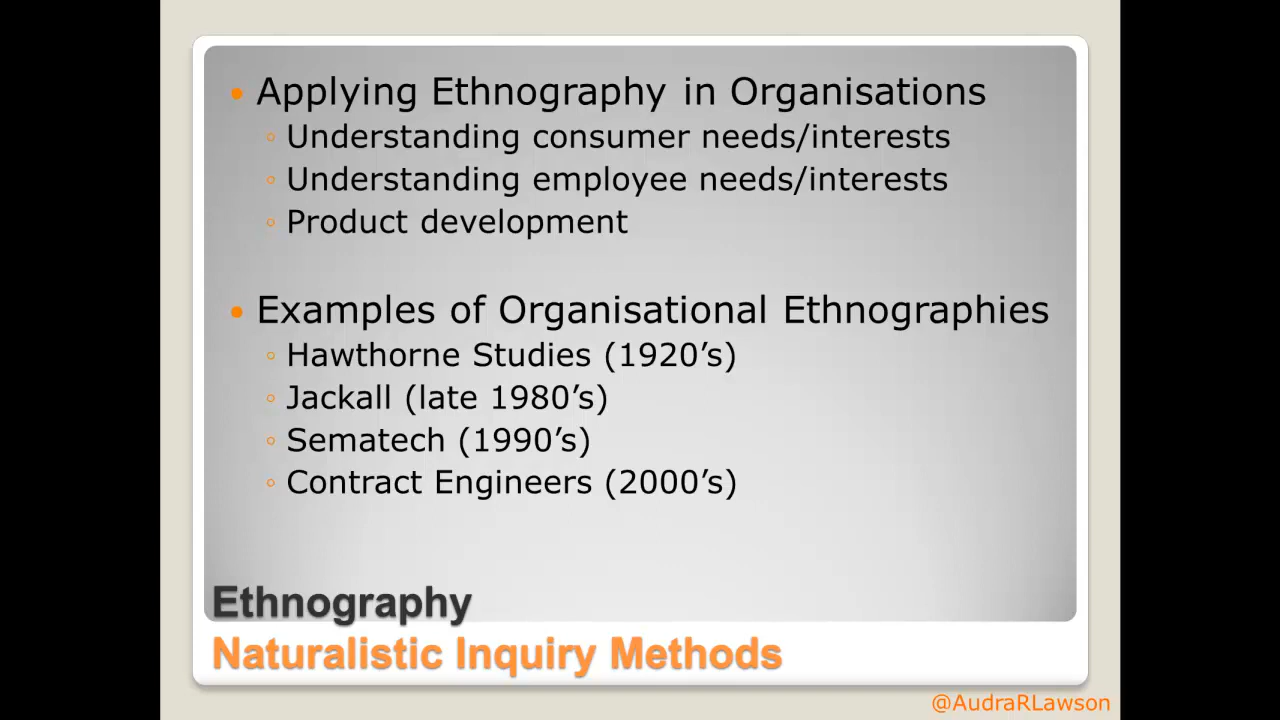 • Applying Ethnography in Organisations
◦ Understanding consumer needs/interests
◦ Understanding employee needs/interests
◦ Product development
• Examples of Organisational Ethnographies
◦ Hawthorne Studies (1920’s)
◦ Jackall (late 1980’s)
◦ Sematech (1990’s)
◦ Contract Engineers (2000’s)
Ethnography
Naturalistic Inquiry Methods
@AudraRLawson